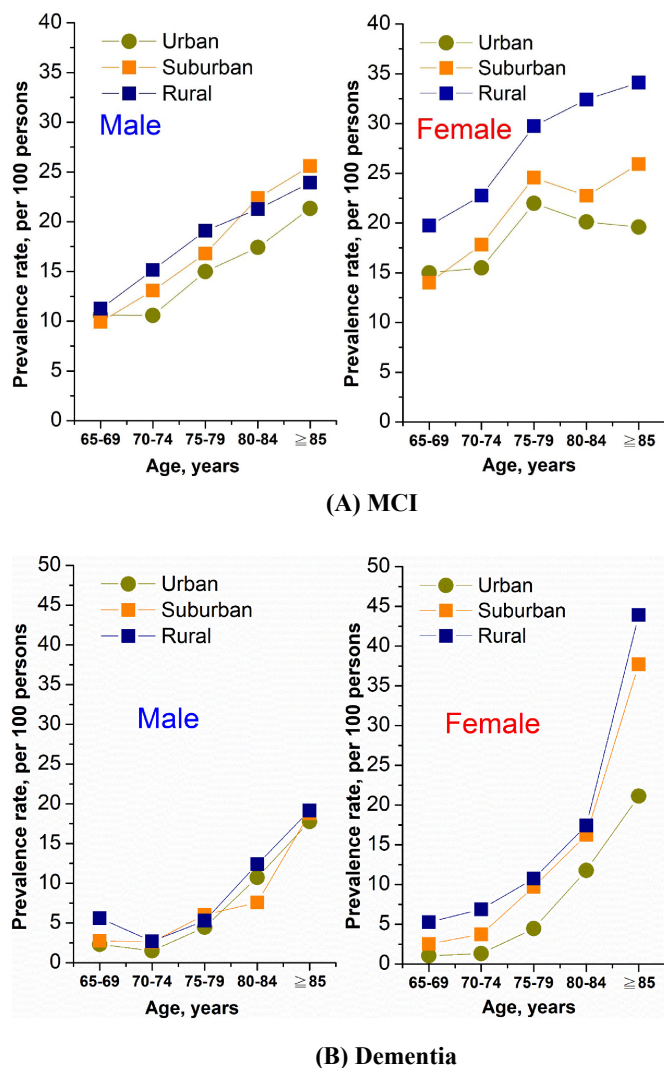 40
35
30
25
20
15
10
5
0
Prevalence rate, per 100 persons
Urban
Suburban
Rural
Male
65-69 70-74 75-79 80-84 ≧85
Age, years
40
35
30
25
20
15
10
5
0
Prevalence rate, per 100 persons
Urban
Suburban
Rural
Female
65-69 70-74 75-79 80-84 ≧85
Age, years
(A) MCI
50
45
40
35
30
25
20
15
10
5
0
Prevalence rate, per 100 persons
Urban
Suburban
Rural
Male
65-69 70-74 75-79 80-84 ≧85
Age, years
50
45
40
35
30
25
20
15
10
5
0
Prevalence rate, per 100 persons
Urban
Suburban
Rural
Female
65-69 70-74 75-79 80-84 ≧85
Age, years
(B) Dementia